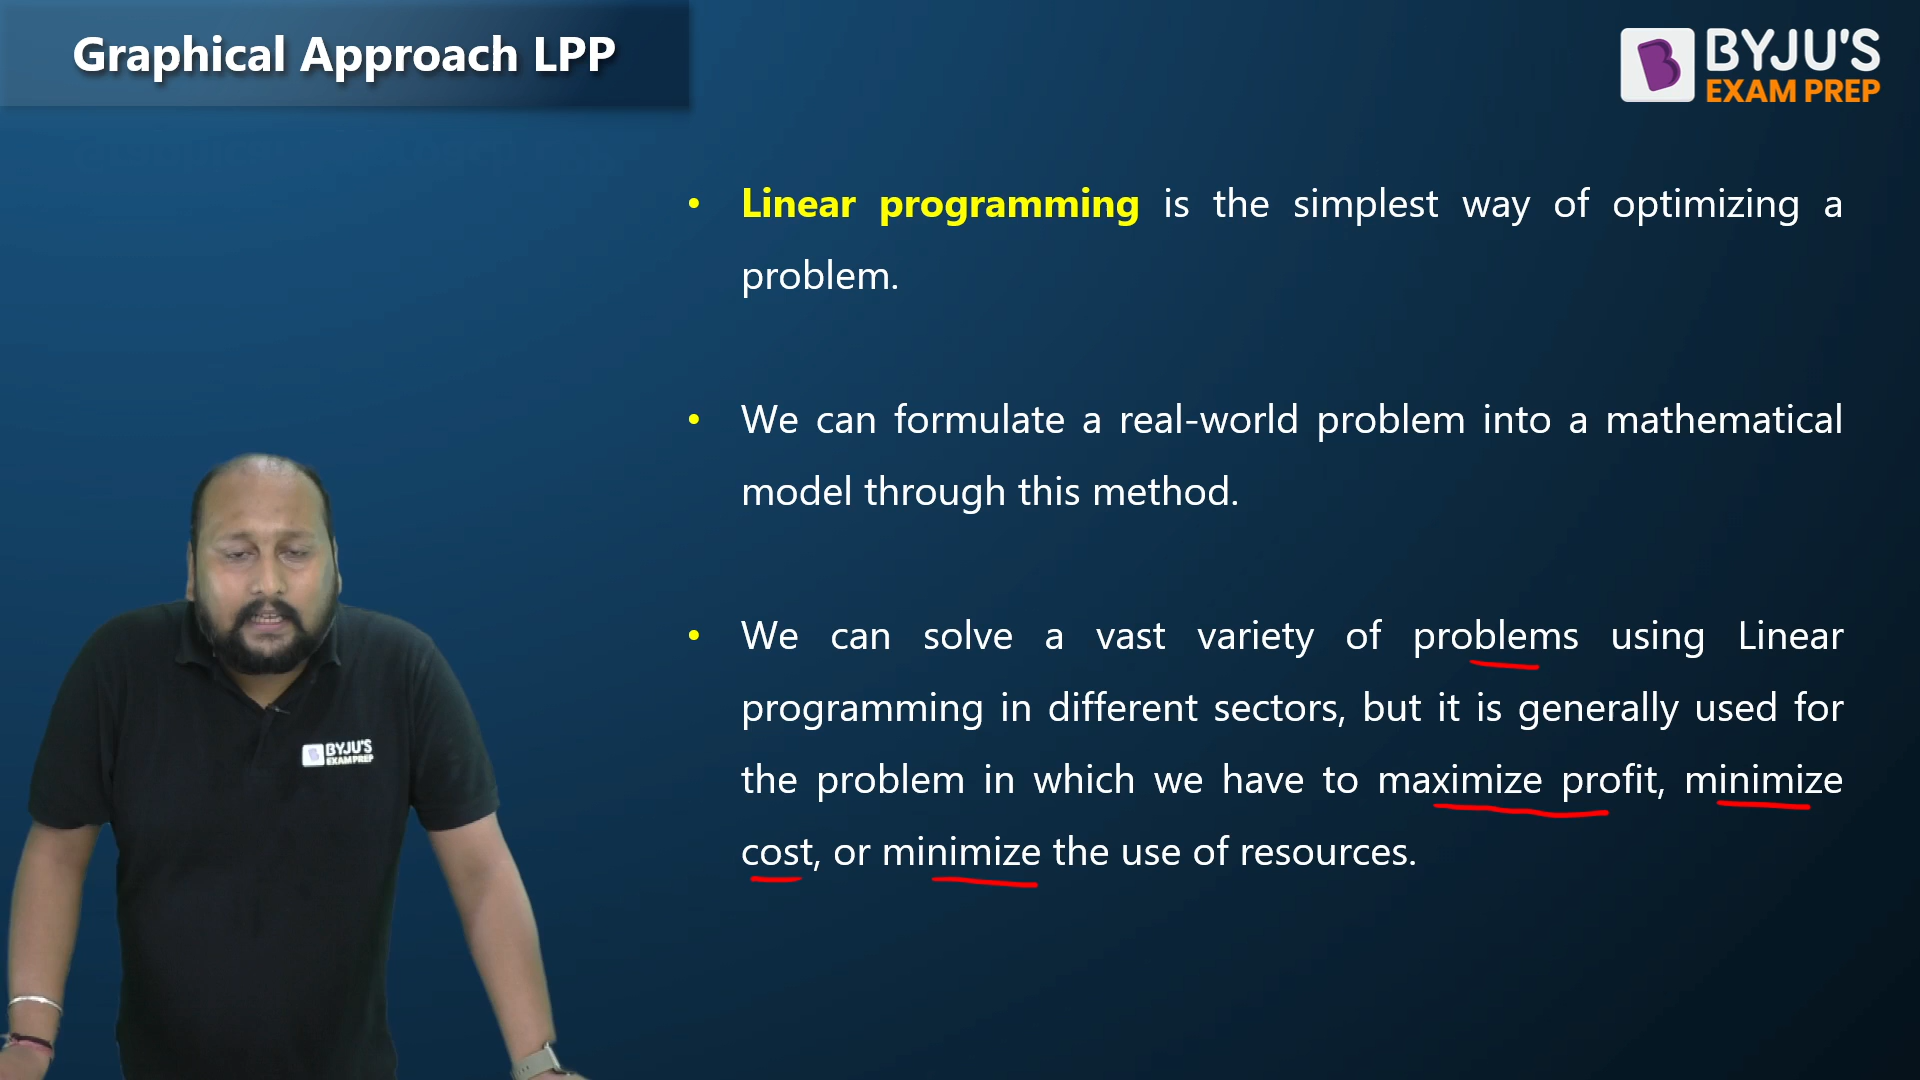 Graphical Approach LPP
BYJU'S
EXAM PREP
• Linear programming is the simplest way of optimizing a
problem.
• We can formulate a real-world problem into a mathematical
model through this method.
• We can solve a vast variety of problems using Linear
programming in different sectors, but it is generally used for
the problem in which we have to maximize profit, minimize
cost, or minimize the use of resources.
BYJU'S
EXAM PREP